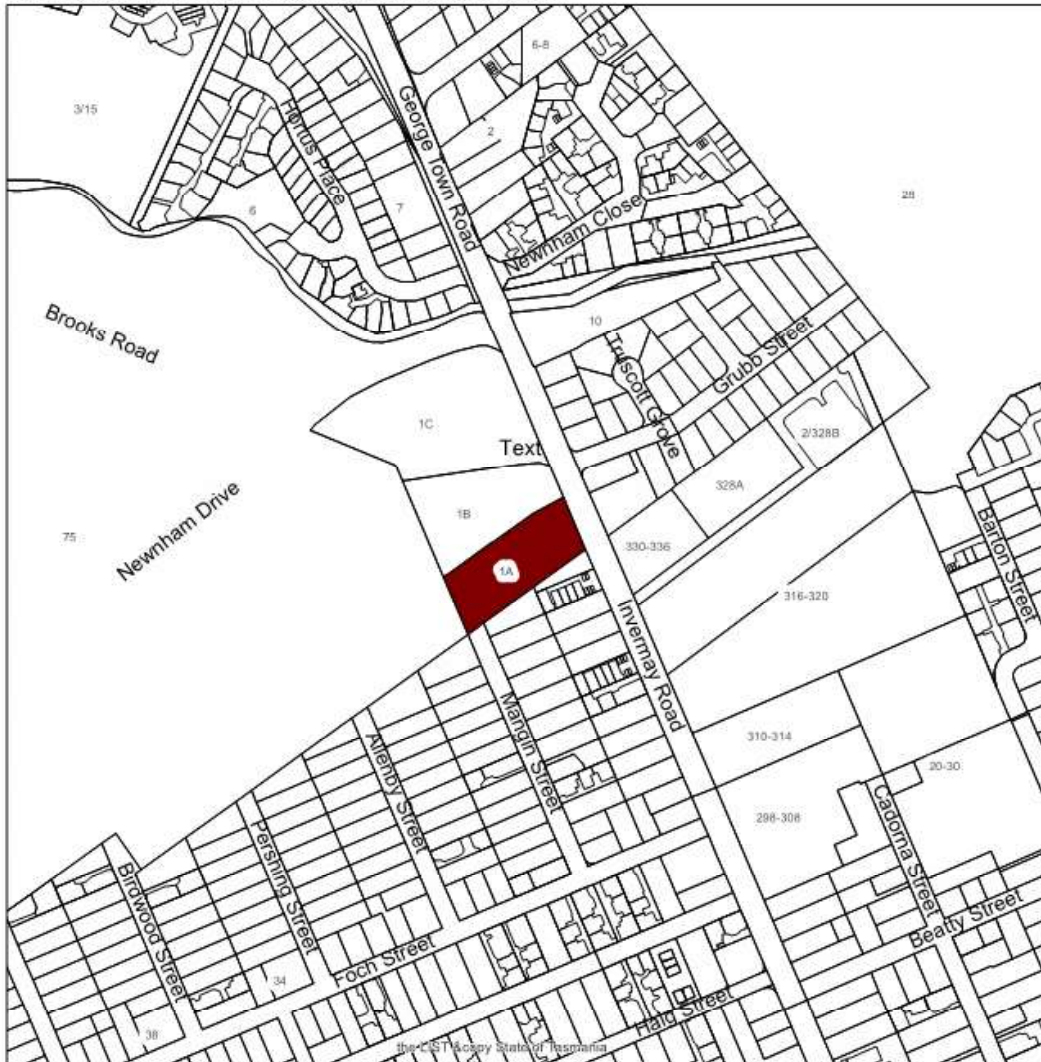 6-8
3/15
George Town Road
Hortus Place
2
28
6
7
Newnham Close
Brooks Road
10
Truscott Grove
Grubb Street
1C
Text
2/328B
328A
Newnham Drive
1B
75
330-336
1A
Barton Street
316-320
Invermay Road
Mangin Street
310-314
Allenby Street
20-30
Cadorna Street
298-308
Pershing Street
Birdwood Street
Beatty Street
Foch Street
34
Haig Street
38
the LIST &copy State of Tasmania